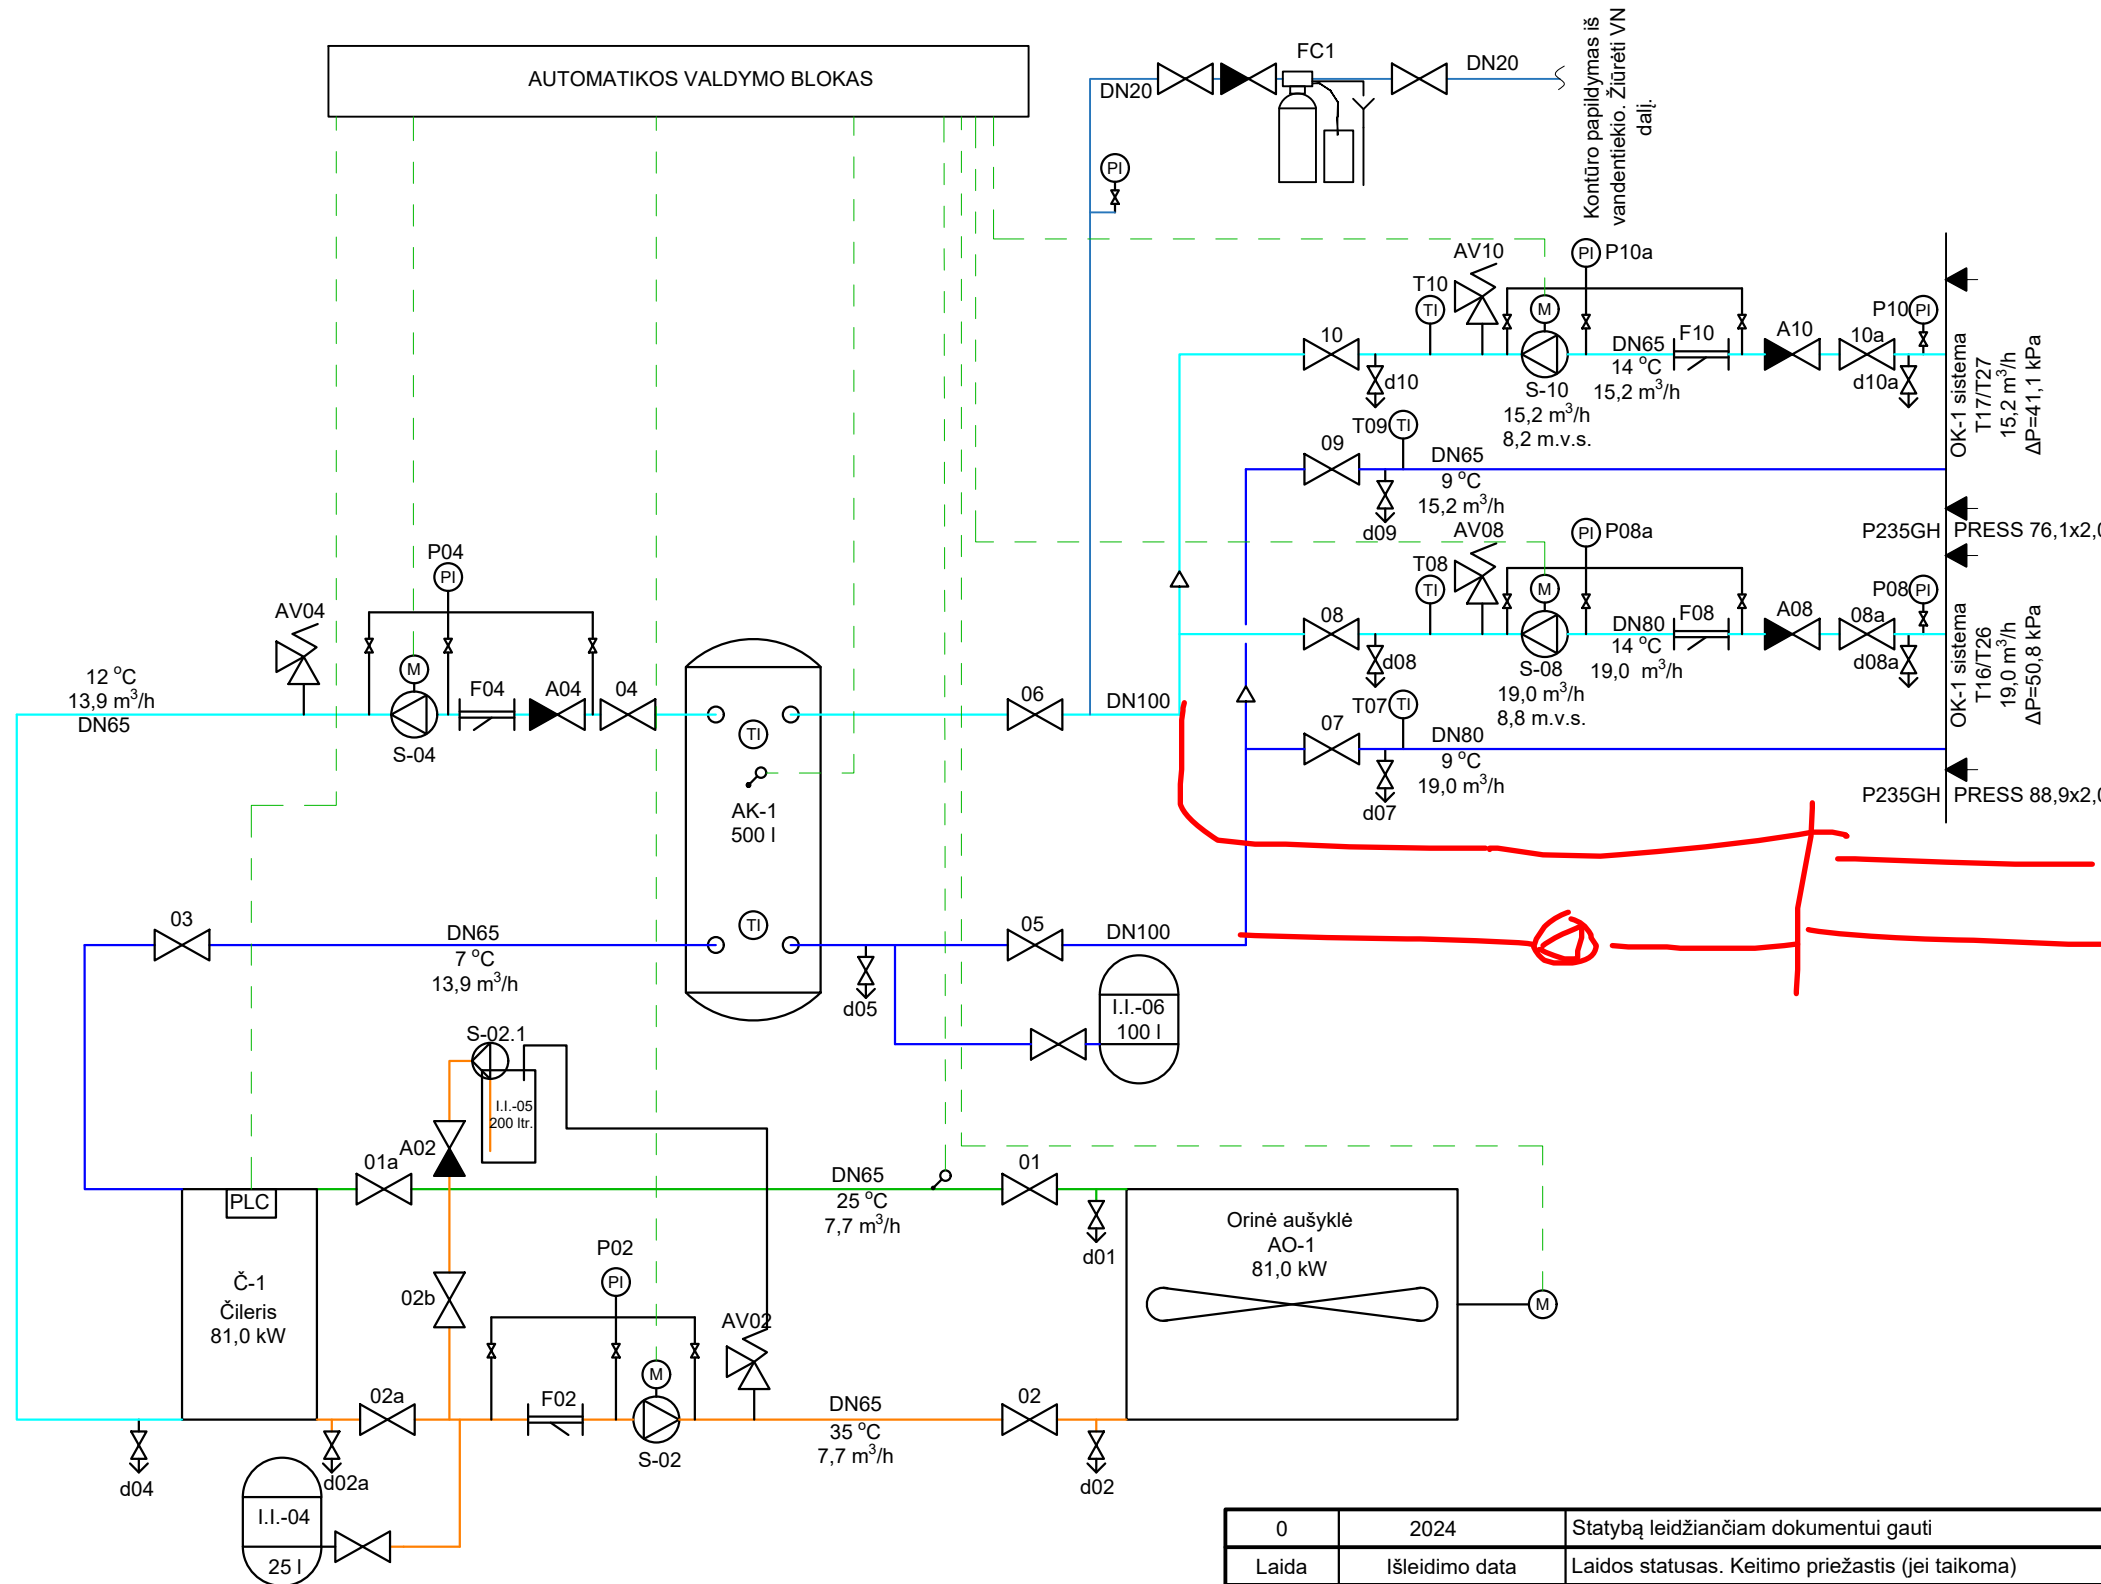 AUTOMATIKOS VALDYMO BLOKAS
FC1
DN20
DN20
Kontūro papildymas iš
vandentiekio. Žiūrėti VN
dalį.
PI
AV10
PI
P10a
T10
TI
M
P10
PI
10
DN65
F10
A10
10a
14 °C
15,2 m³/h
d10
S-10
15,2 m³/h
8,2 m.v.s.
d10a
OK-1 sistema
T17/T27
15,2 m³/h
ΔP=41,1 kPa
T09
TI
09
DN65
9 °C
15,2 m³/h
d09
P235GH
PRESS 76,1x2,0
AV08
PI
P08a
T08
TI
M
P08
PI
08
DN80
F08
A08
08a
14 °C
19,0 m³/h
d08
S-08
19,0 m³/h
8,8 m.v.s.
d08a
OK-1 sistema
T16/T26
19,0 m³/h
ΔP=50,8 kPa
T07
TI
07
DN80
9 °C
19,0 m³/h
d07
P235GH
PRESS 88,9x2,0
P04
PI
AV04
M
12 °C
13,9 m³/h
DN65
F04
A04
04
S-04
TI
AK-1
500 l
TI
06
DN100
03
DN65
7 °C
13,9 m³/h
05
DN100
d05
I.I.-06
100 l
S-02.1
I.I.-05
200 ltr.
A02
01a
PLC
DN65
25 °C
7,7 m³/h
01
d01
Orinė aušyklė
AO-1
81,0 kW
M
Č-1
Čileris
81,0 kW
02b
P02
PI
AV02
M
02a
F02
S-02
DN65
35 °C
7,7 m³/h
02
d02
d04
d02a
I.I.-04
25 l
0 2024 Statybą leidžiančiam dokumentui gauti
Laida Išleidimo data Laidos statusas. Keitimo priežastis (jei taikoma)